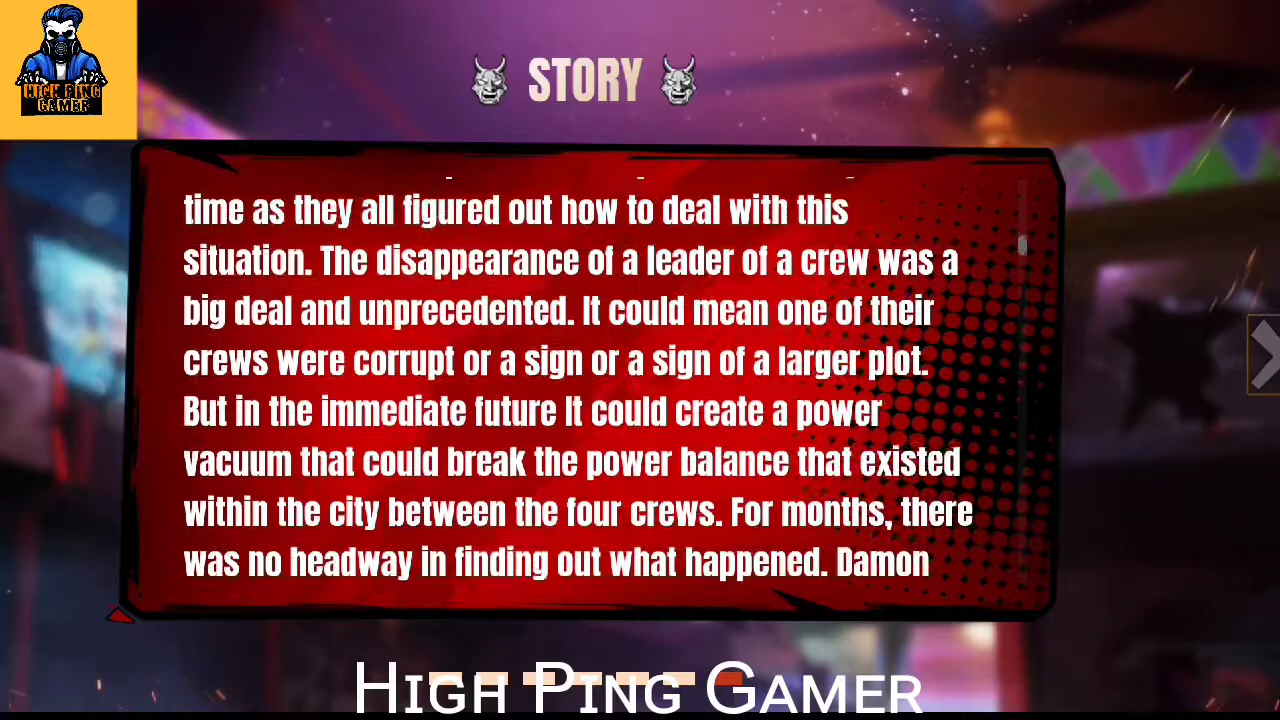 HIGH PING
GAMER
STORY
time as they all figured out how to deal with this
situation. The disappearance of a leader of a crew was a
big deal and unprecedented. It could mean one of their
crews were corrupt or a sign or a sign of a larger plot.
But in the immediate future It could create a power
vacuum that could break the power balance that existed
within the city between the four crews. For months, there
was no headway in finding out what happened. Damon
High Ping Gamer